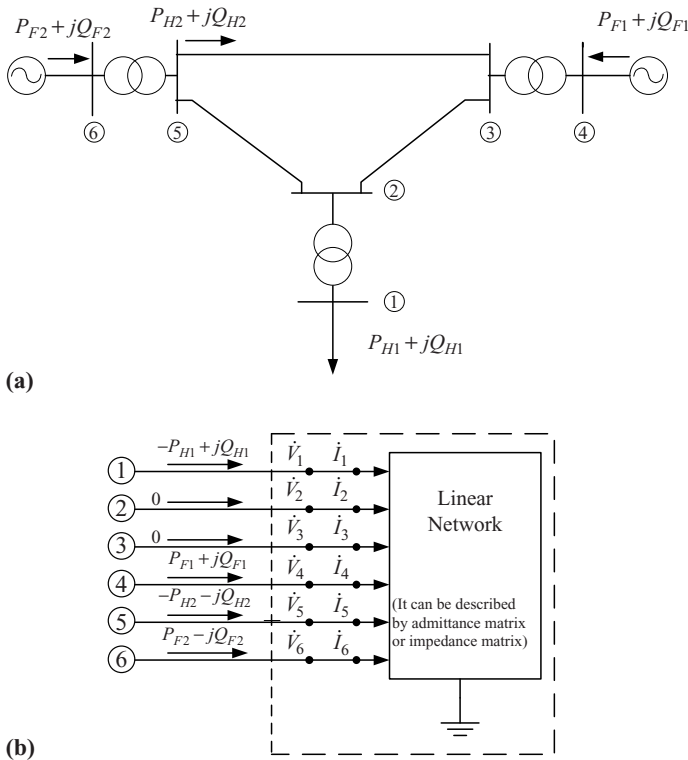 P_{F2} + jQ_{F2}
P_{H2} + jQ_{H2}
P_{F1} + jQ_{F1}
⑥
⑤
③
④
②
①
P_{H1} + jQ_{H1}
(a)
① −P_{H1} + jQ_{H1} V̇_1 İ_1
② 0 V̇_2 İ_2
③ 0 V̇_3 İ_3
④ P_{F1} + jQ_{F1} V̇_4 İ_4
⑤ −P_{H2} − jQ_{H2} V̇_5 İ_5
⑥ P_{F2} − jQ_{F2} V̇_6 İ_6
Linear
Network
(It can be described
by admittance matrix
or impedance matrix)
(b)